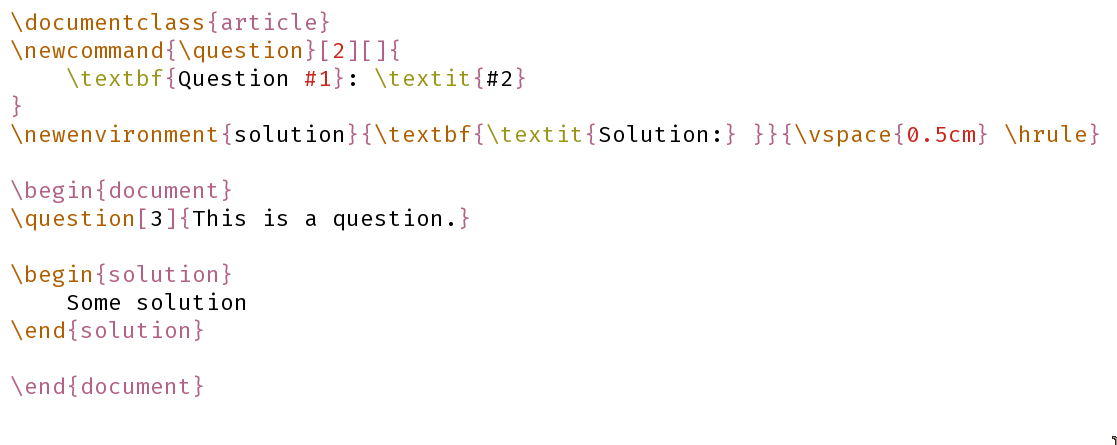 \documentclass{article}
\newcommand{\question}[2][]{
    \textbf{Question #1}: \textit{#2}
}
\newenvironment{solution}{\textbf{\textit{Solution:} }}{\vspace{0.5cm} \hrule}

\begin{document}
\question[3]{This is a question.}

\begin{solution}
    Some solution
\end{solution}

\end{document}